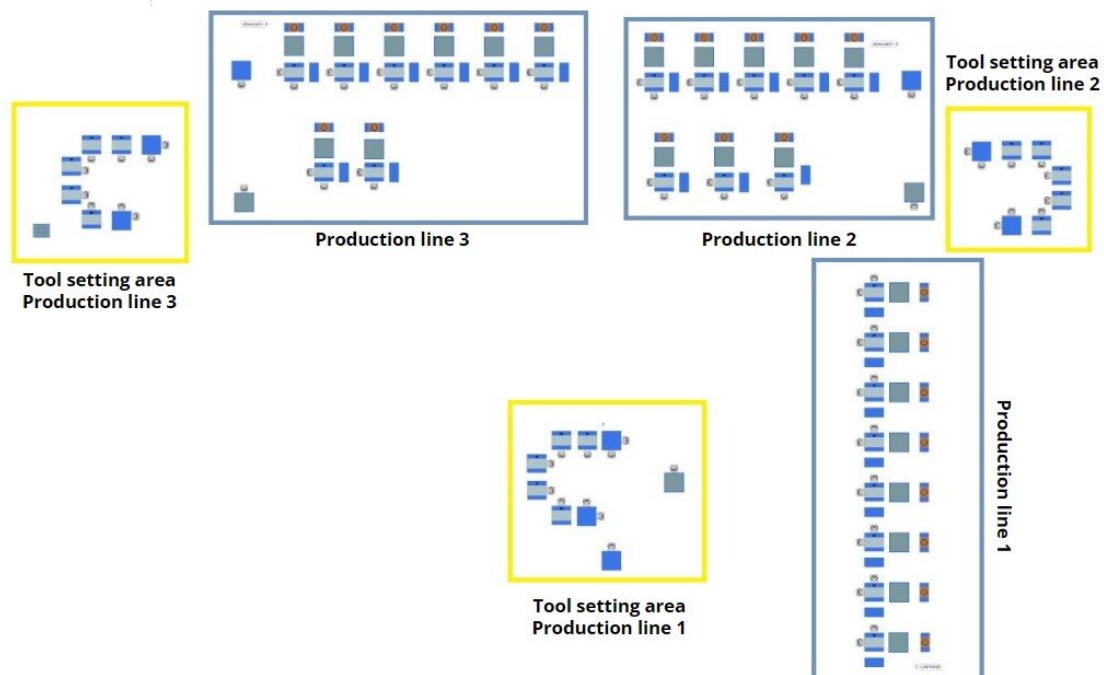 Tool setting area
Production line 2
Production line 3
Production line 2
Tool setting area
Production line 3
Production line 1
Tool setting area
Production line 1